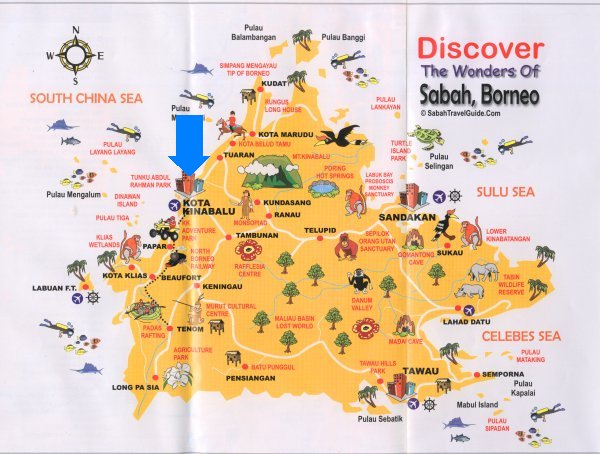 N
W E
S
Discover
The Wonders Of
Sabah, Borneo
© SabahTravelGuide.Com
Pulau
Balambangan
Pulau Banggi
SIMPANG MENGAYAU
TIP OF BORNEO
KUDAT
SOUTH CHINA SEA
RUNGUS
LONG HOUSE
PULAU
LANKAYAN
KOTA MARUDU
KOTA BELUD TAMU
PULAU
LAYANG LAYANG
TUARAN
MT.KINABALU
TURTLE
ISLAND
PARK
Pulau
Selingan
PORING
HOT SPRINGS
LABUK BAY
PROBOSCIS
MONKEY
SANCTUARY
TUNKU ABDUL
RAHMAN PARK
Pulau Mengalum
DINAWAN
ISLAND
SULU SEA
KOTA
KINABALU
KUNDASANG
RANAU
SANDAKAN
PULAU TIGA
KK
ADVENTURE
PARK
MONSOPIAD
TELUPID
LOWER
KINABATANGAN
KLIAS
WETLANDS
PAPAR
TAMBUNAN
SEPILOK
ORANG UTAN
SANCTUARY
SUKAU
NORTH
BORNEO
RAILWAY
GOMANTONG
CAVE
RAFFLESIA
CENTRE
KOTA KLIAS
BEAUFORT
TABIN
WILDLIFE
RESERVE
LABUAN F.T.
KENINGAU
DANUM
VALLEY
MURUT CULTURAL
CENTRE
LAHAD DATU
MALIAU BASIN
LOST WORLD
PADAS
RAFTING
TENOM
MADAI CAVE
CELEBES SEA
AGRICULTURE
PARK
BATU PUNGGUL
TAWAU HILLS
PARK
PULAU
MATAKING
LONG PA SIA
PENSIANGAN
TAWAU
SEMPORNA
Pulau
Kapalai
Mabul Island
Pulau Sebatik
PULAU
SIPADAN